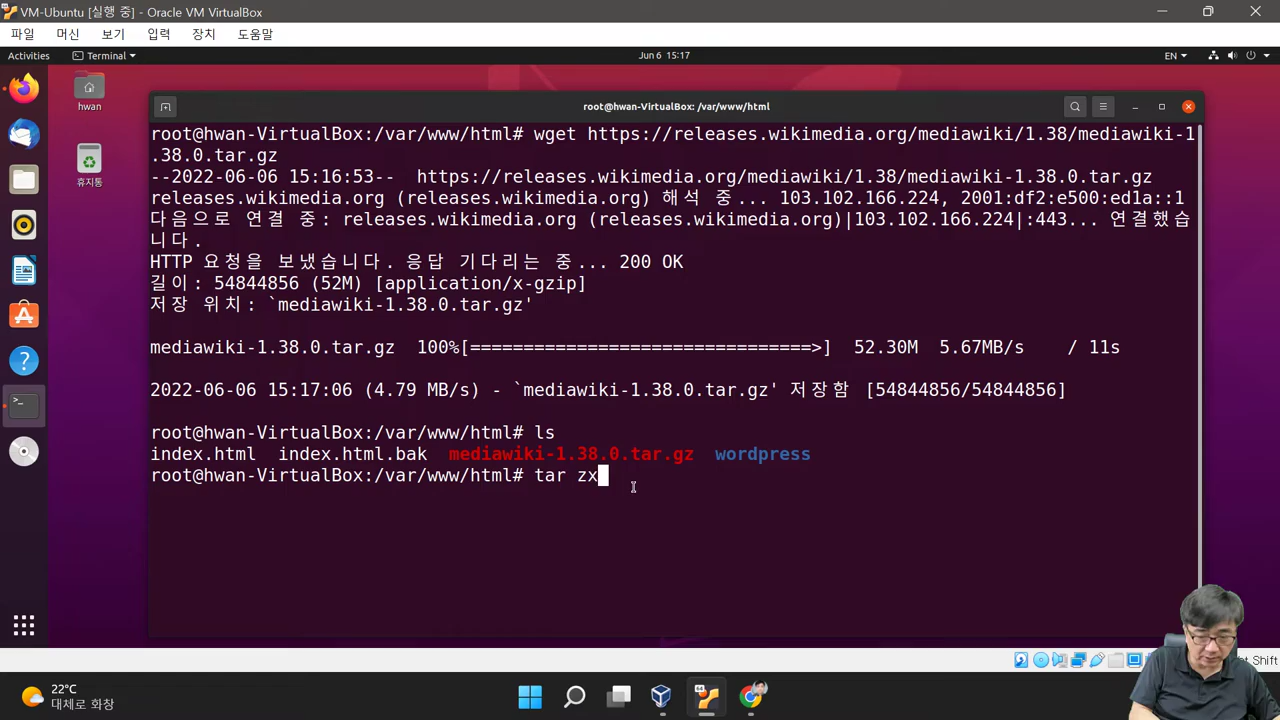 VM-Ubuntu [실행 중] - Oracle VM VirtualBox
파일 머신 보기 입력 장치 도움말
Activities Terminal Jun 6 15:17 EN
hwan
휴지통
root@hwan-VirtualBox: /var/www/html
root@hwan-VirtualBox:/var/www/html# wget https://releases.wikimedia.org/mediawiki/1.38/mediawiki-1
.38.0.tar.gz
--2022-06-06 15:16:53-- https://releases.wikimedia.org/mediawiki/1.38/mediawiki-1.38.0.tar.gz
releases.wikimedia.org (releases.wikimedia.org) 해석 중... 103.102.166.224, 2001:df2:e500:ed1a::1
다음으로 연결 중: releases.wikimedia.org (releases.wikimedia.org)|103.102.166.224|:443... 연결했습
니다.
HTTP 요청을 보냈습니다. 응답 기다리는 중... 200 OK
길이: 54844856 (52M) [application/x-gzip]
저장 위치: `mediawiki-1.38.0.tar.gz'
mediawiki-1.38.0.tar.gz 100%[================================>] 52.30M 5.67MB/s / 11s
2022-06-06 15:17:06 (4.79 MB/s) - `mediawiki-1.38.0.tar.gz' 저장함 [54844856/54844856]
root@hwan-VirtualBox:/var/www/html# ls
index.html index.html.bak mediawiki-1.38.0.tar.gz wordpress
root@hwan-VirtualBox:/var/www/html# tar zx
Shift
22°C
대체로 화창